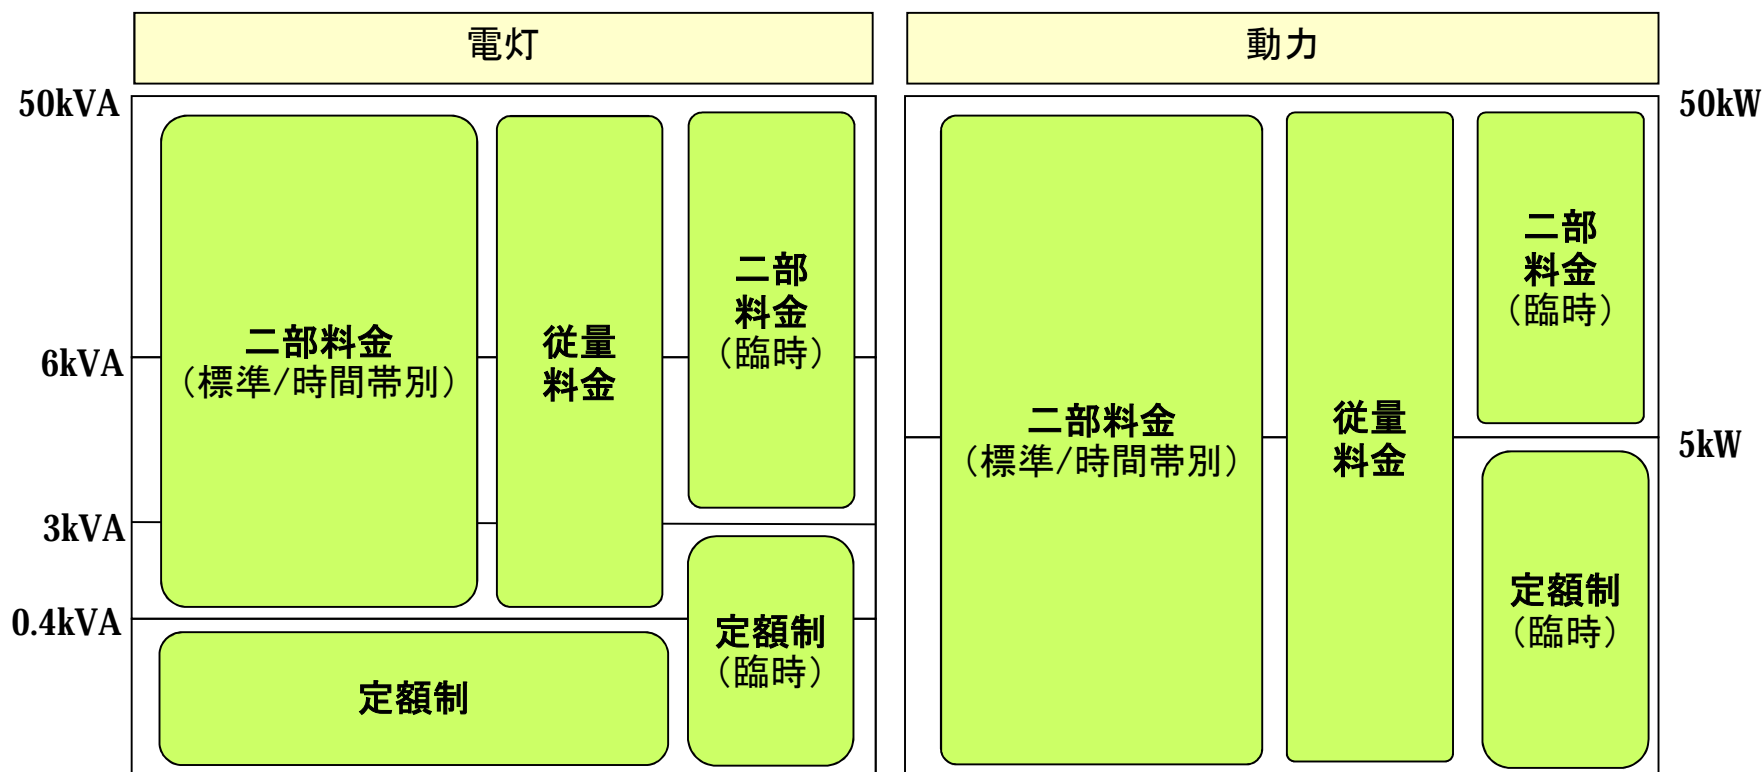 電灯
動力
50kVA
6kVA
3kVA
0.4kVA
二部料金
（標準/時間帯別）
従量
料金
二部
料金
（臨時）
定額制
定額制
（臨時）
二部料金
（標準/時間帯別）
従量
料金
二部
料金
（臨時）
定額制
（臨時）
50kW
5kW